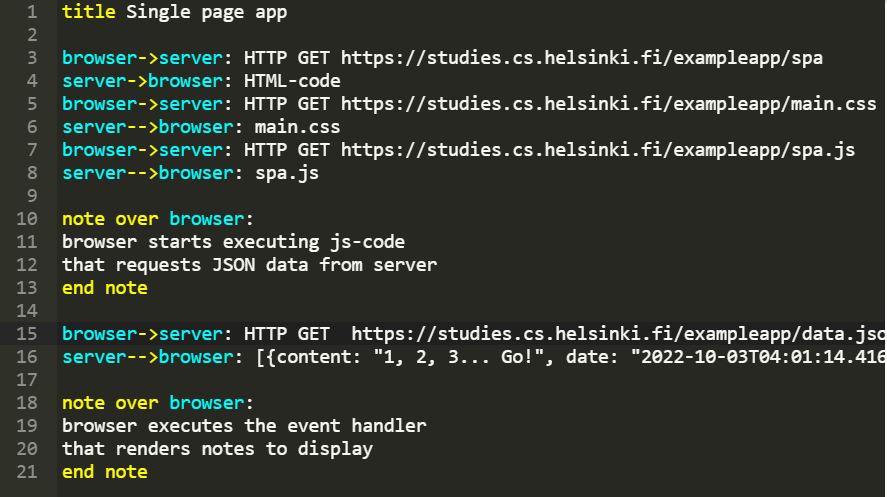 1 title Single page app
2
3 browser->server: HTTP GET https://studies.cs.helsinki.fi/exampleapp/spa
4 server->browser: HTML-code
5 browser->server: HTTP GET https://studies.cs.helsinki.fi/exampleapp/main.css
6 server-->browser: main.css
7 browser->server: HTTP GET https://studies.cs.helsinki.fi/exampleapp/spa.js
8 server-->browser: spa.js
9
10 note over browser:
11 browser starts executing js-code
12 that requests JSON data from server
13 end note
14
15 browser->server: HTTP GET  https://studies.cs.helsinki.fi/exampleapp/data.jso
16 server-->browser: [{content: "1, 2, 3... Go!", date: "2022-10-03T04:01:14.416
17
18 note over browser:
19 browser executes the event handler
20 that renders notes to display
21 end note